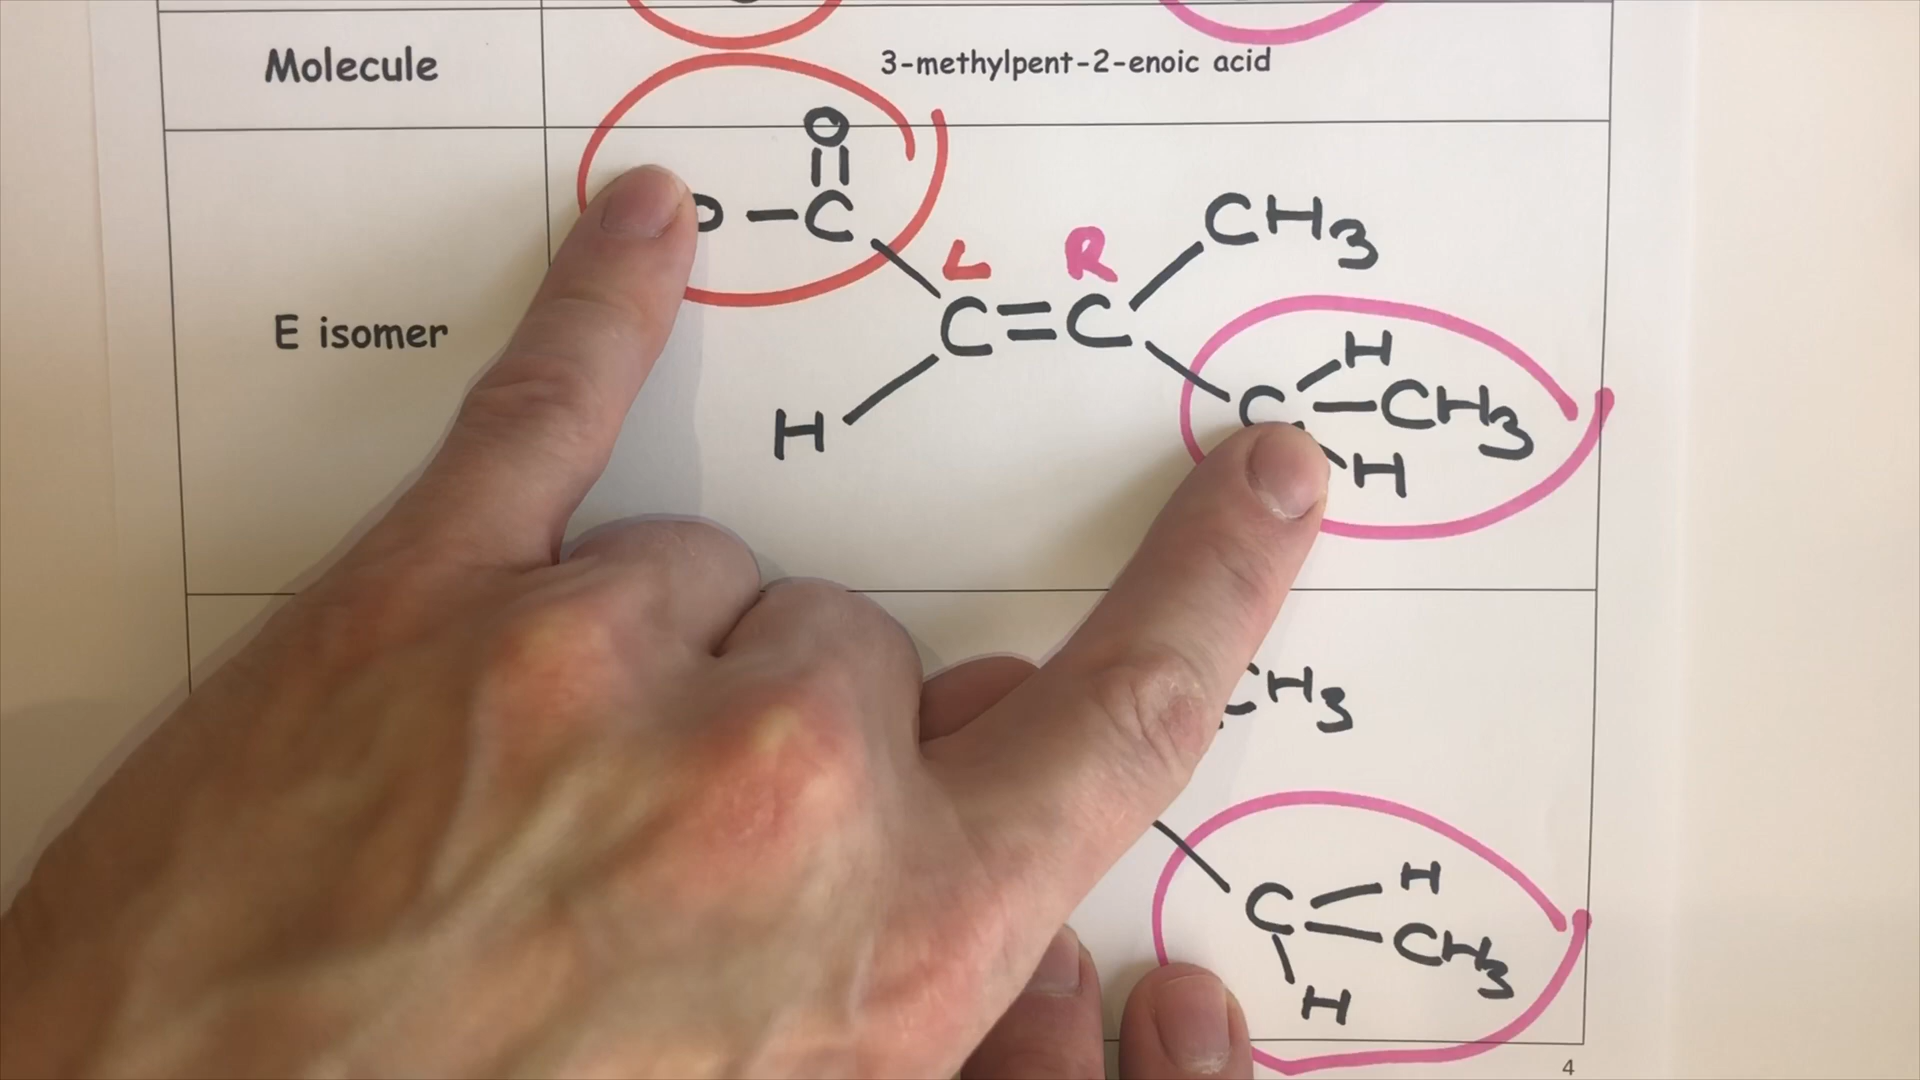 Molecule
3-methylpent-2-enoic acid
O
O - C
CH3
L R
C = C
E isomer
H
C - CH3
H
H
CH3
H
C
CH3
H
4